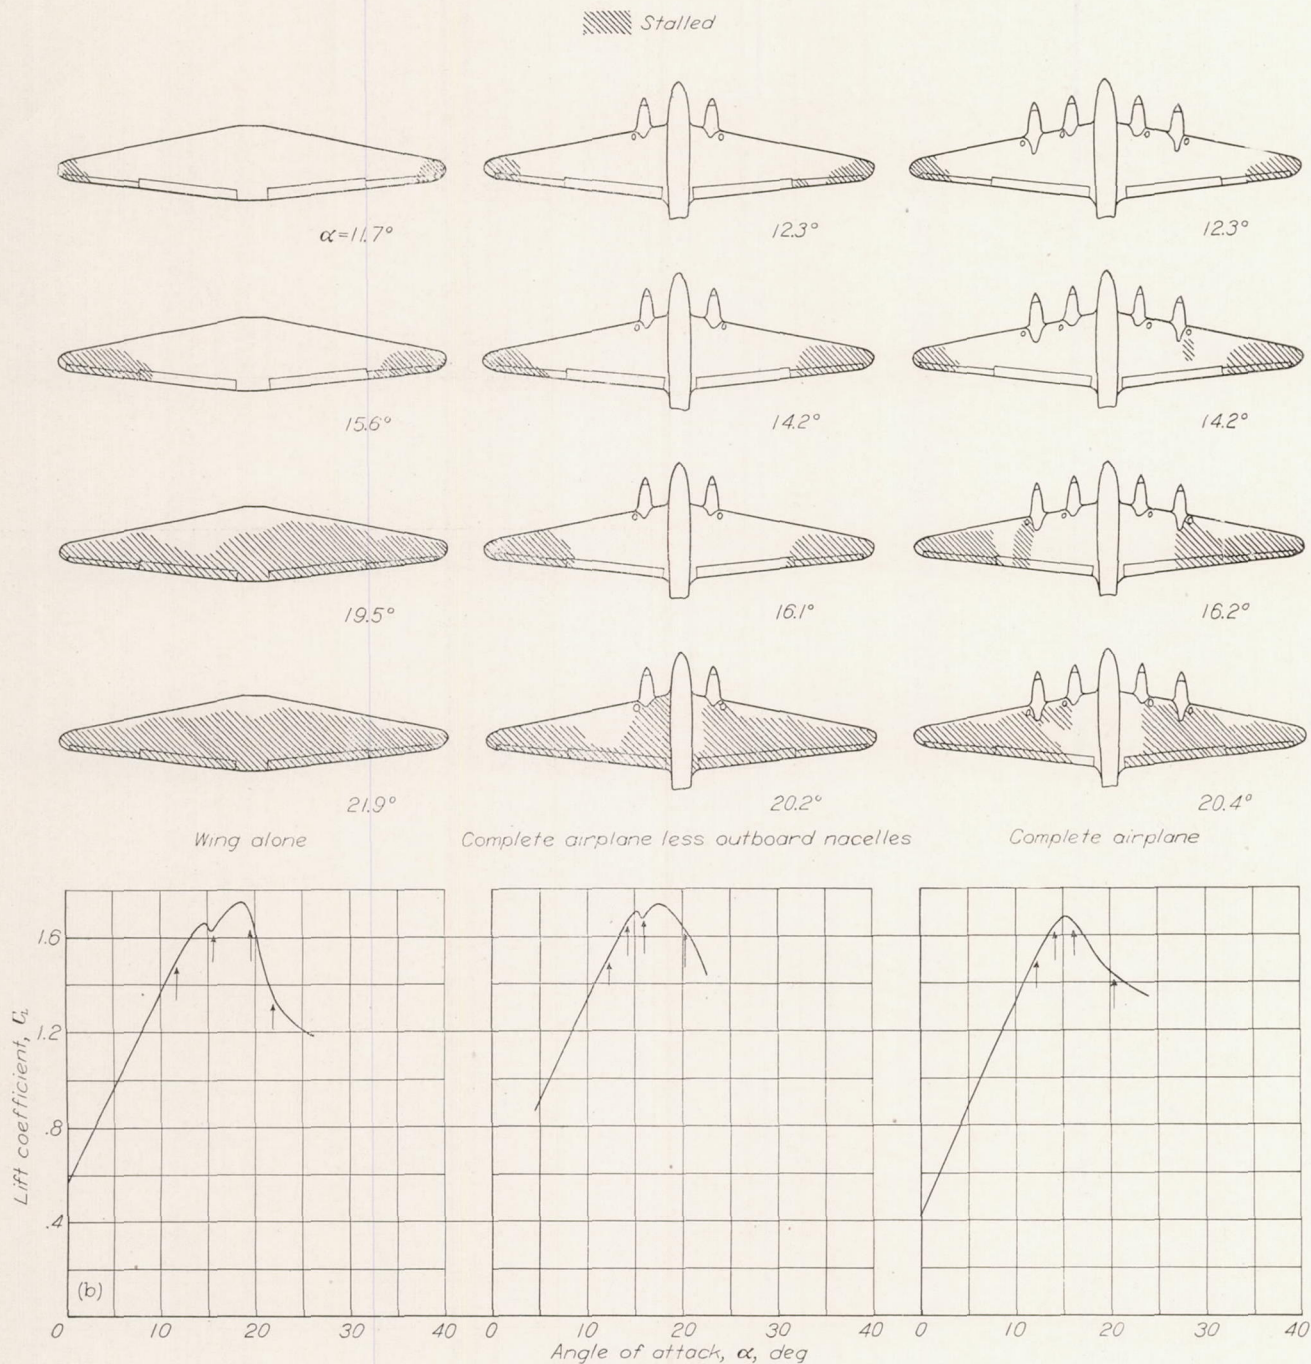 Stalled
α=11.7° 12.3° 12.3°
15.6° 14.2° 14.2°
19.5° 16.1° 16.2°
21.9° 20.2° 20.4°
Wing alone Complete airplane less outboard nacelles Complete airplane
1.6
1.2
.8
.4
Lift coefficient, C_L
(b)
0 10 20 30 40 0 10 20 30 40 0 10 20 30 40
Angle of attack, α, deg